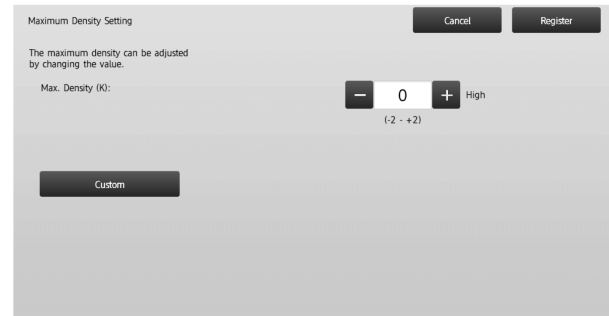 Maximum Density Setting
Cancel
Register
The maximum density can be adjusted
by changing the value.
Max. Density (K):
− 0 + High
(-2 - +2)
Custom